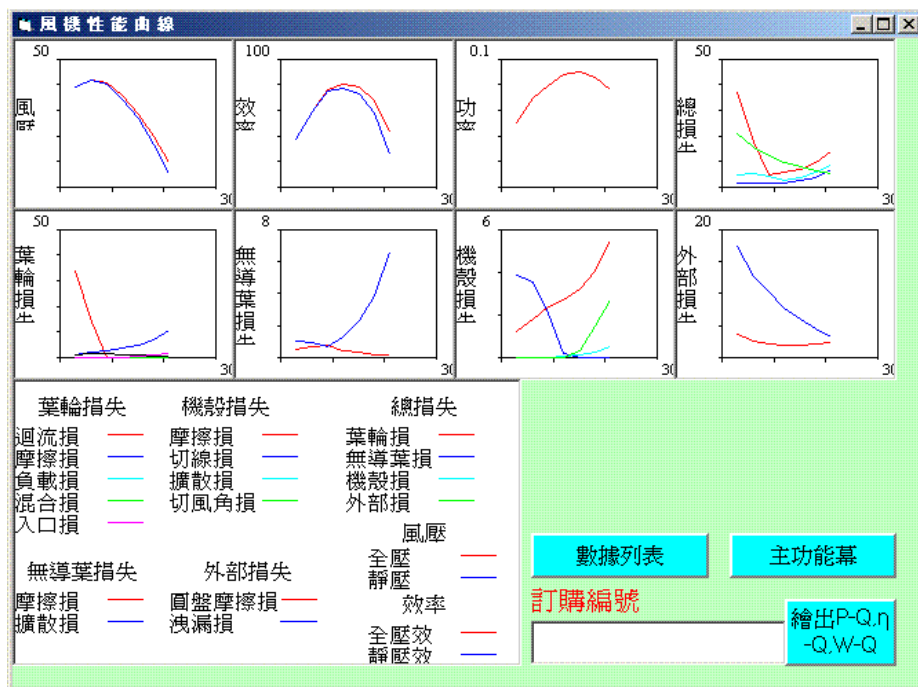 風機性能曲線
50
風壓
30
100
效率
30
0.1
功率
30
50
總損失
30
50
葉輪損失
30
8
無導葉損失
30
6
機殼損失
30
20
外部損失
30
葉輪損失
迴流損
摩擦損
負載損
混合損
入口損
機殼損失
摩擦損
切線損
擴散損
切風角損
總損失
葉輪損
無導葉損
機殼損
外部損
無導葉損失
摩擦損
擴散損
外部損失
圓盤摩擦損
洩漏損
風壓
全壓
靜壓
效率
全壓效
靜壓效
數據列表
主功能幕
訂購編號
繪出P-Q,η
-Q,W-Q